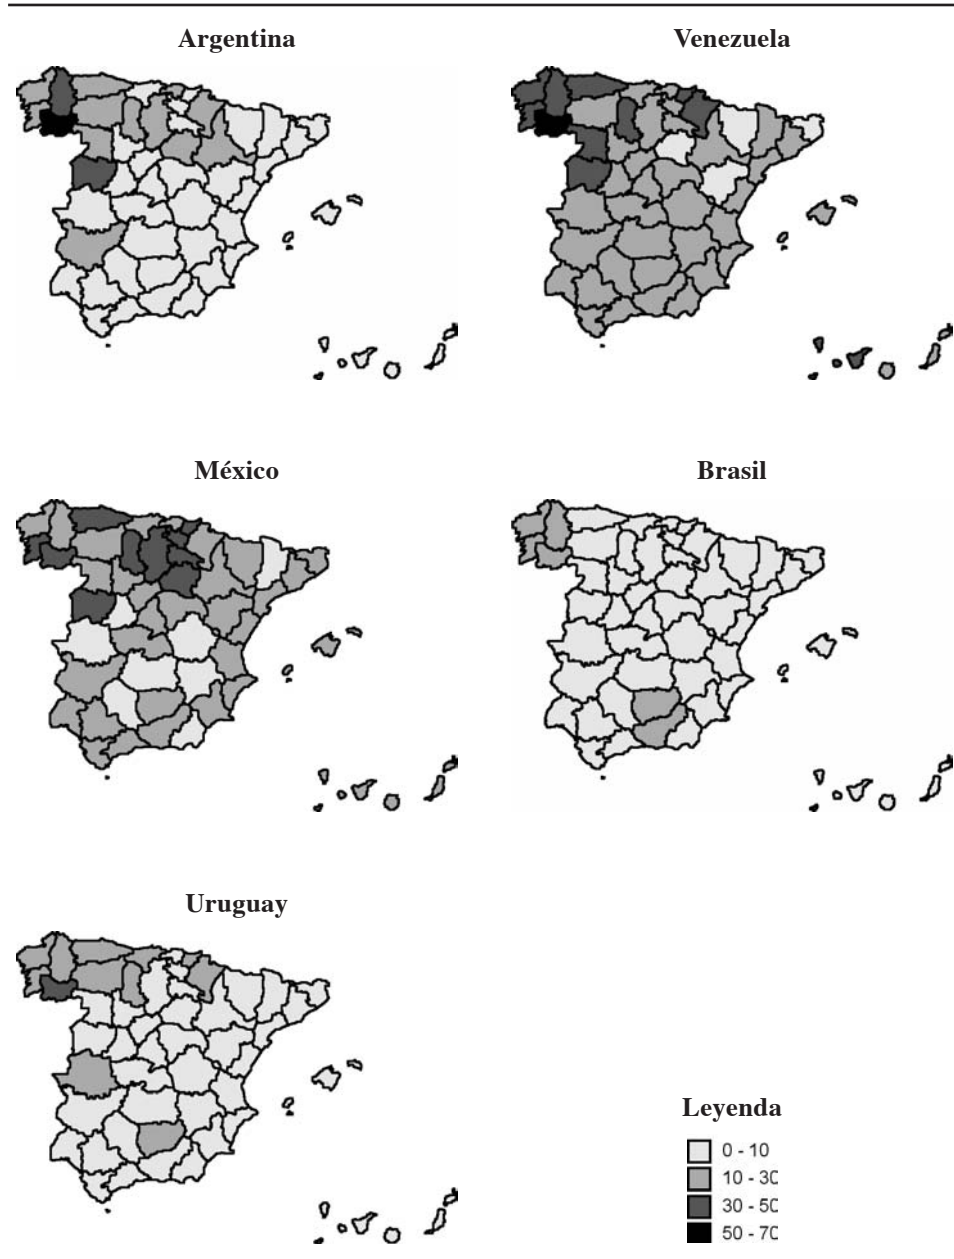 Argentina
Venezuela
México
Brasil
Uruguay
Leyenda
0 - 10
10 - 30
30 - 50
50 - 70